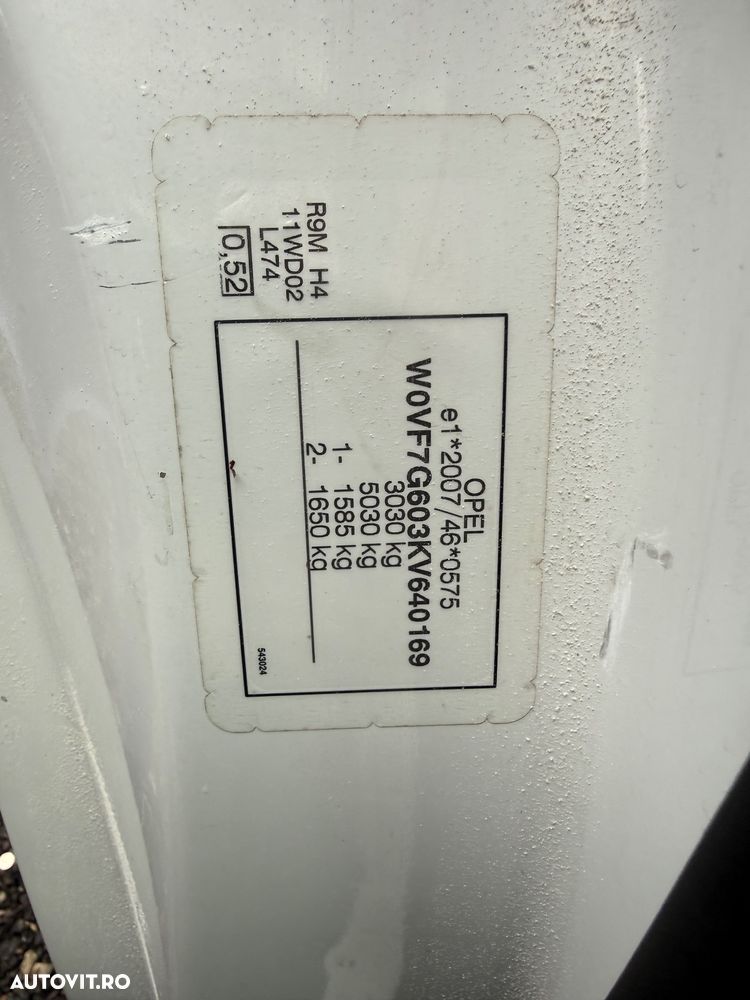 OPEL
e1*2007/46*0575
W0VF7G603KV640169
3030 kg
5030 kg
1- 1585 kg
2- 1650 kg
543024
R9M H4
11WD02
L474
0,52
AUTOVIT.RO